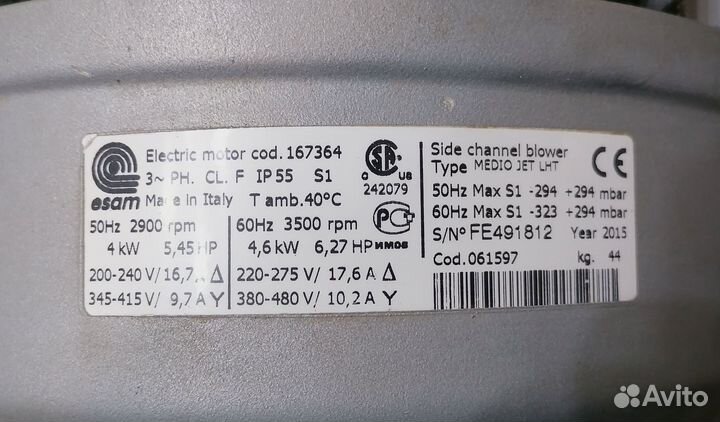 esam
Electric motor cod. 167364
3~ PH. CL. F IP 55 S1
Made in Italy T amb. 40°C
50Hz 2900 rpm
4 kW 5,45 HP
200-240 V/ 16,7 Δ
345-415 V/ 9,7 A Y
60Hz 3500 rpm
4,6 kW 6,27 HP
220-275 V/ 17,6 A Δ
380-480 V/ 10,2 A Y
SA
C US
242079
РСТ
ИМ08
Side channel blower
Type MEDIO JET LHT
CE
50Hz Max S1 -294 +294 mbar
60Hz Max S1 -323 +294 mbar
S/N° FE491812 Year 2015
Cod. 061597 kg. 44
Avito